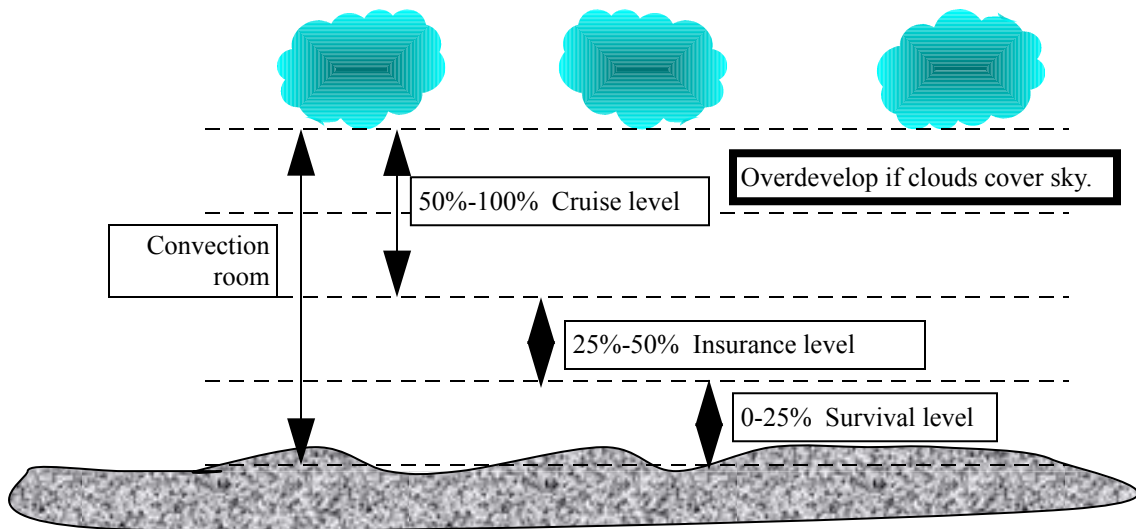 Overdevelop if clouds cover sky.
50%-100% Cruise level
Convection
room
25%-50% Insurance level
0-25% Survival level